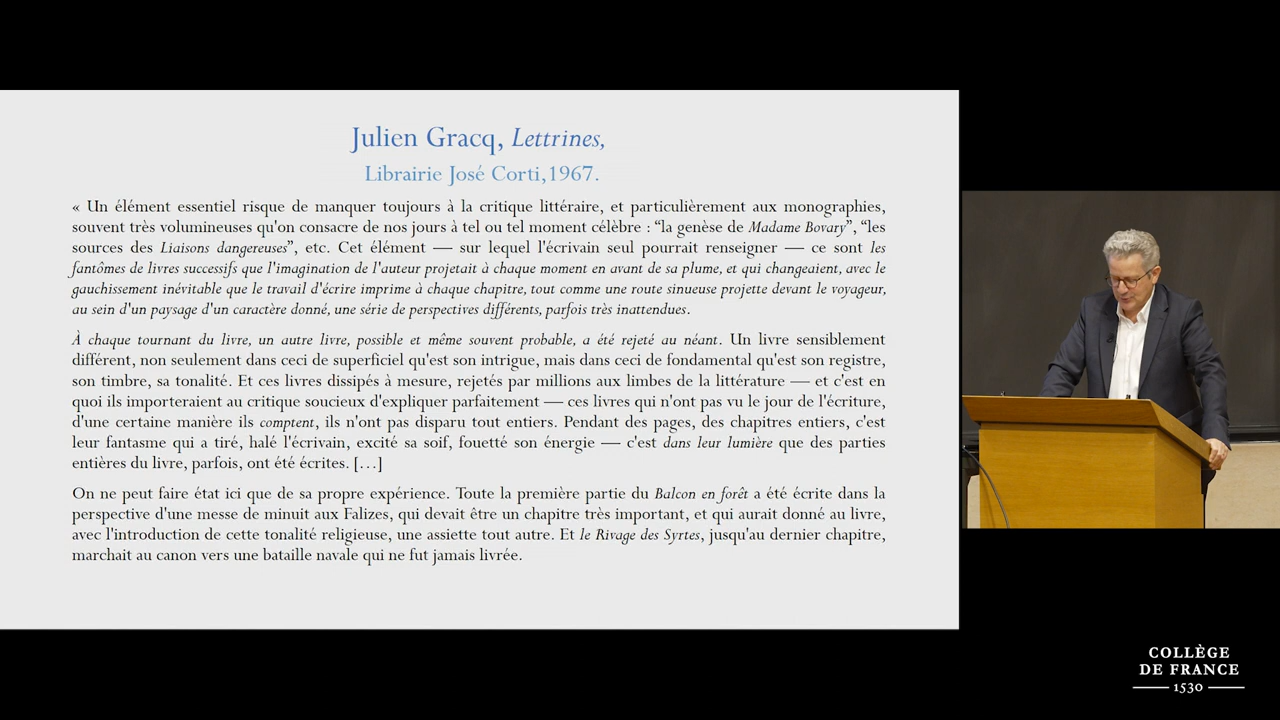 Julien Gracq, Lettrines,
Librairie José Corti,1967.
« Un élément essentiel risque de manquer toujours à la critique littéraire, et particulièrement aux monographies,
souvent très volumineuses qu'on consacre de nos jours à tel ou tel moment célèbre : “la genèse de Madame Bovary”, “les
sources des Liaisons dangereuses”, etc. Cet élément — sur lequel l'écrivain seul pourrait renseigner — ce sont les
fantômes de livres successifs que l'imagination de l'auteur projetait à chaque moment en avant de sa plume, et qui changeaient, avec le
gauchissement inévitable que le travail d'écrire imprime à chaque chapitre, tout comme une route sinueuse projette devant le voyageur,
au sein d'un paysage d'un caractère donné, une série de perspectives différents, parfois très inattendues.
À chaque tournant du livre, un autre livre, possible et même souvent probable, a été rejeté au néant. Un livre sensiblement
différent, non seulement dans ceci de superficiel qu'est son intrigue, mais dans ceci de fondamental qu'est son registre,
son timbre, sa tonalité. Et ces livres dissipés à mesure, rejetés par millions aux limbes de la littérature — et c'est en
quoi ils importeraient au critique soucieux d'expliquer parfaitement — ces livres qui n'ont pas vu le jour de l'écriture,
d'une certaine manière ils comptent, ils n'ont pas disparu tout entiers. Pendant des pages, des chapitres entiers, c'est
leur fantasme qui a tiré, halé l'écrivain, excité sa soif, fouetté son énergie — c'est dans leur lumière que des parties
entières du livre, parfois, ont été écrites. […]
On ne peut faire état ici que de sa propre expérience. Toute la première partie du Balcon en forêt a été écrite dans la
perspective d'une messe de minuit aux Falizes, qui devait être un chapitre très important, et qui aurait donné au livre,
avec l'introduction de cette tonalité religieuse, une assiette tout autre. Et le Rivage des Syrtes, jusqu'au dernier chapitre,
marchait au canon vers une bataille navale qui ne fut jamais livrée.
COLLÈGE
DE FRANCE
1530